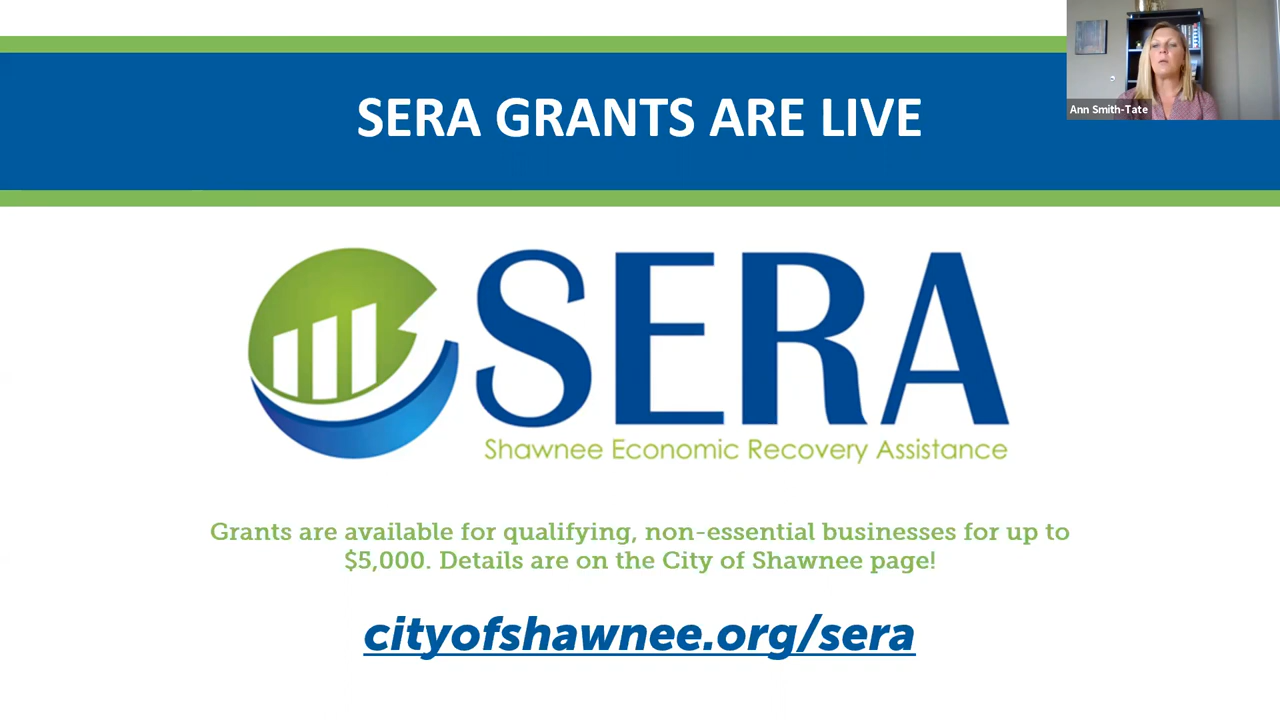 SERA GRANTS ARE LIVE
Ann Smith-Tate
SERA
Shawnee Economic Recovery Assistance
Grants are available for qualifying, non-essential businesses for up to
$5,000. Details are on the City of Shawnee page!
cityofshawnee.org/sera